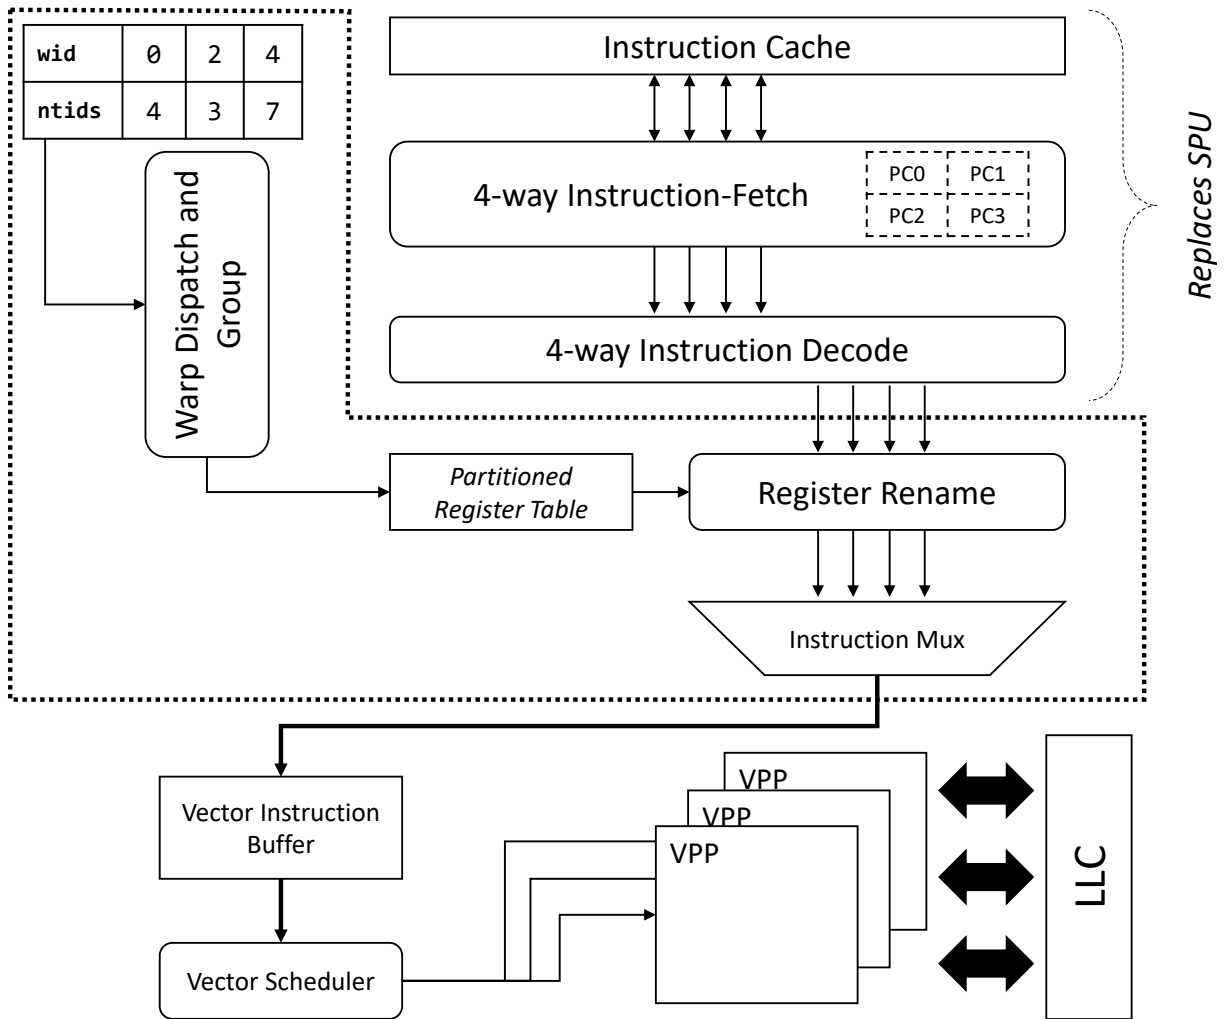 wid 0 2 4
ntids 4 3 7
Instruction Cache
4-way Instruction-Fetch
PC0 PC1
PC2 PC3
Replaces SPU
Warp Dispatch and
Group
4-way Instruction Decode
Partitioned
Register Table
Register Rename
Instruction Mux
Vector Instruction
Buffer
Vector Scheduler
VPP
VPP
VPP
LLC